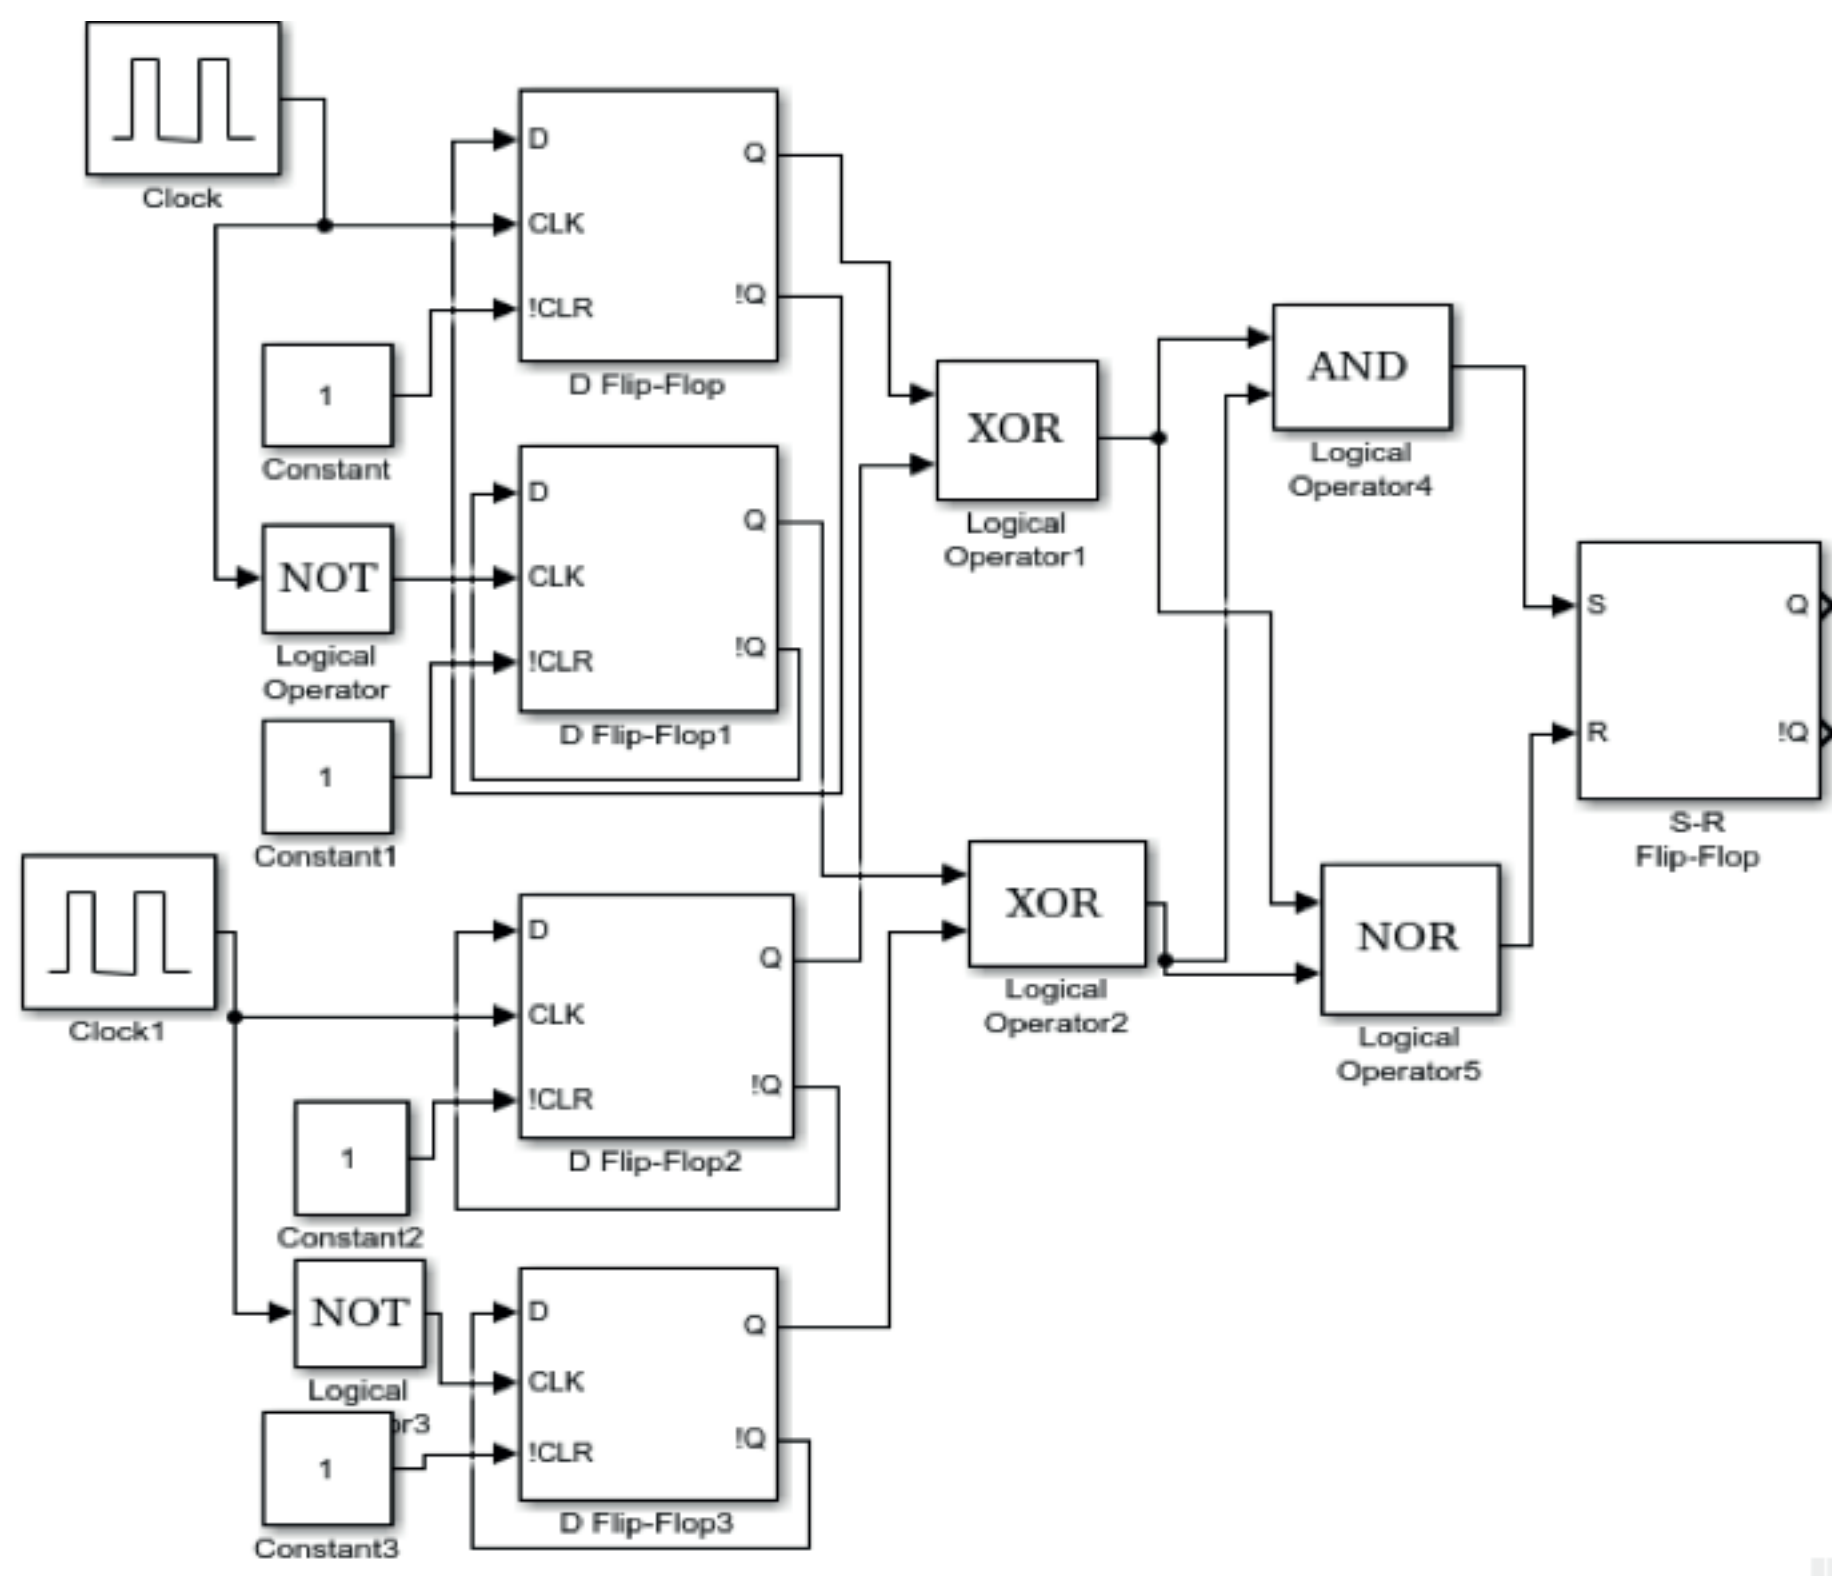 Clock
D
Q
CLK
!Q
!CLR
D Flip-Flop
1
Constant
D
Q
NOT
CLK
!Q
!CLR
Logical
Operator
D Flip-Flop1
1
Constant1
XOR
Logical
Operator1
AND
Logical
Operator4
S
Q
R
!Q
S-R
Flip-Flop
Clock1
D
Q
CLK
!Q
!CLR
D Flip-Flop2
1
Constant2
XOR
Logical
Operator2
NOR
Logical
Operator5
NOT
Logical
or3
D
Q
CLK
!Q
!CLR
D Flip-Flop3
1
Constant3